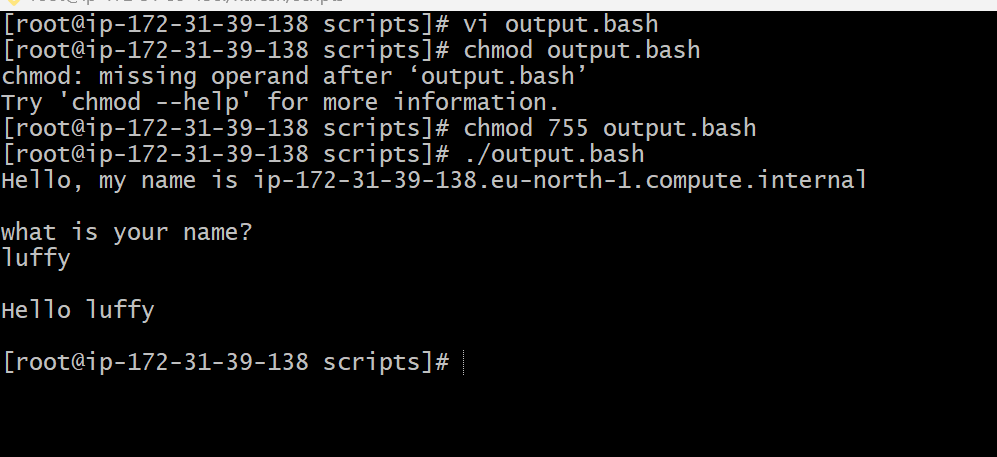 [root@ip-172-31-39-138 scripts]# vi output.bash
[root@ip-172-31-39-138 scripts]# chmod output.bash
chmod: missing operand after ‘output.bash’
Try 'chmod --help' for more information.
[root@ip-172-31-39-138 scripts]# chmod 755 output.bash
[root@ip-172-31-39-138 scripts]# ./output.bash
Hello, my name is ip-172-31-39-138.eu-north-1.compute.internal
what is your name?
luffy
Hello luffy
[root@ip-172-31-39-138 scripts]#